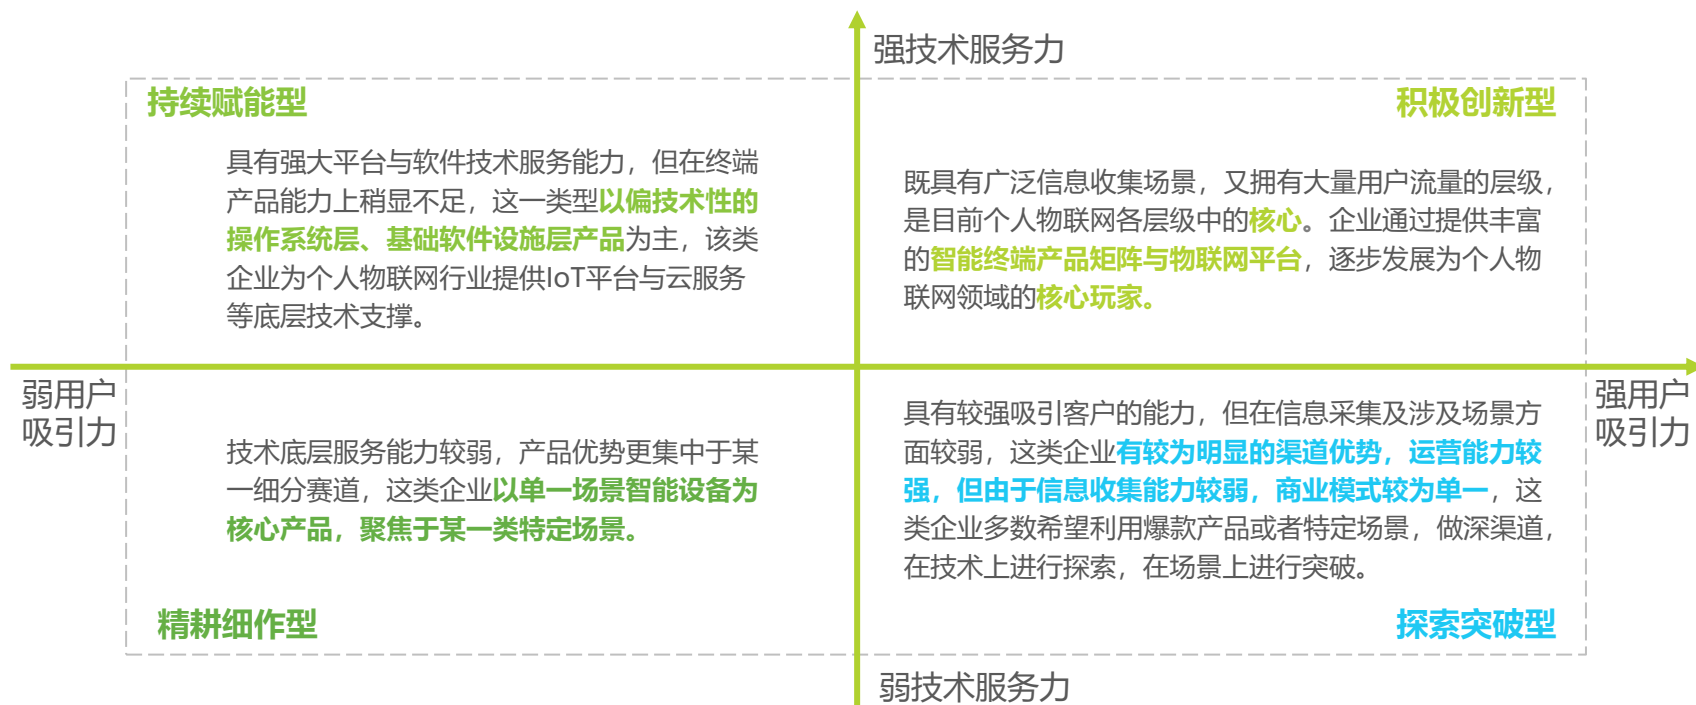 强技术服务力
持续赋能型
具有强大平台与软件技术服务能力，但在终端
产品能力上稍显不足，这一类型以偏技术性的
操作系统层、基础软件设施层产品为主，该类
企业为个人物联网行业提供IoT平台与云服务
等底层技术支撑。
积极创新型
既具有广泛信息收集场景，又拥有大量用户流量的层级，
是目前个人物联网各层级中的核心。企业通过提供丰富
的智能终端产品矩阵与物联网平台，逐步发展为个人物
联网领域的核心玩家。
弱用户
吸引力
强用户
吸引力
技术底层服务能力较弱，产品优势更集中于某
一细分赛道，这类企业以单一场景智能设备为
核心产品，聚焦于某一类特定场景。
精耕细作型
具有较强吸引客户的能力，但在信息采集及涉及场景方
面较弱，这类企业有较为明显的渠道优势，运营能力较
强，但由于信息收集能力较弱，商业模式较为单一，这
类企业多数希望利用爆款产品或者特定场景，做深渠道，
在技术上进行探索，在场景上进行突破。
探索突破型
弱技术服务力